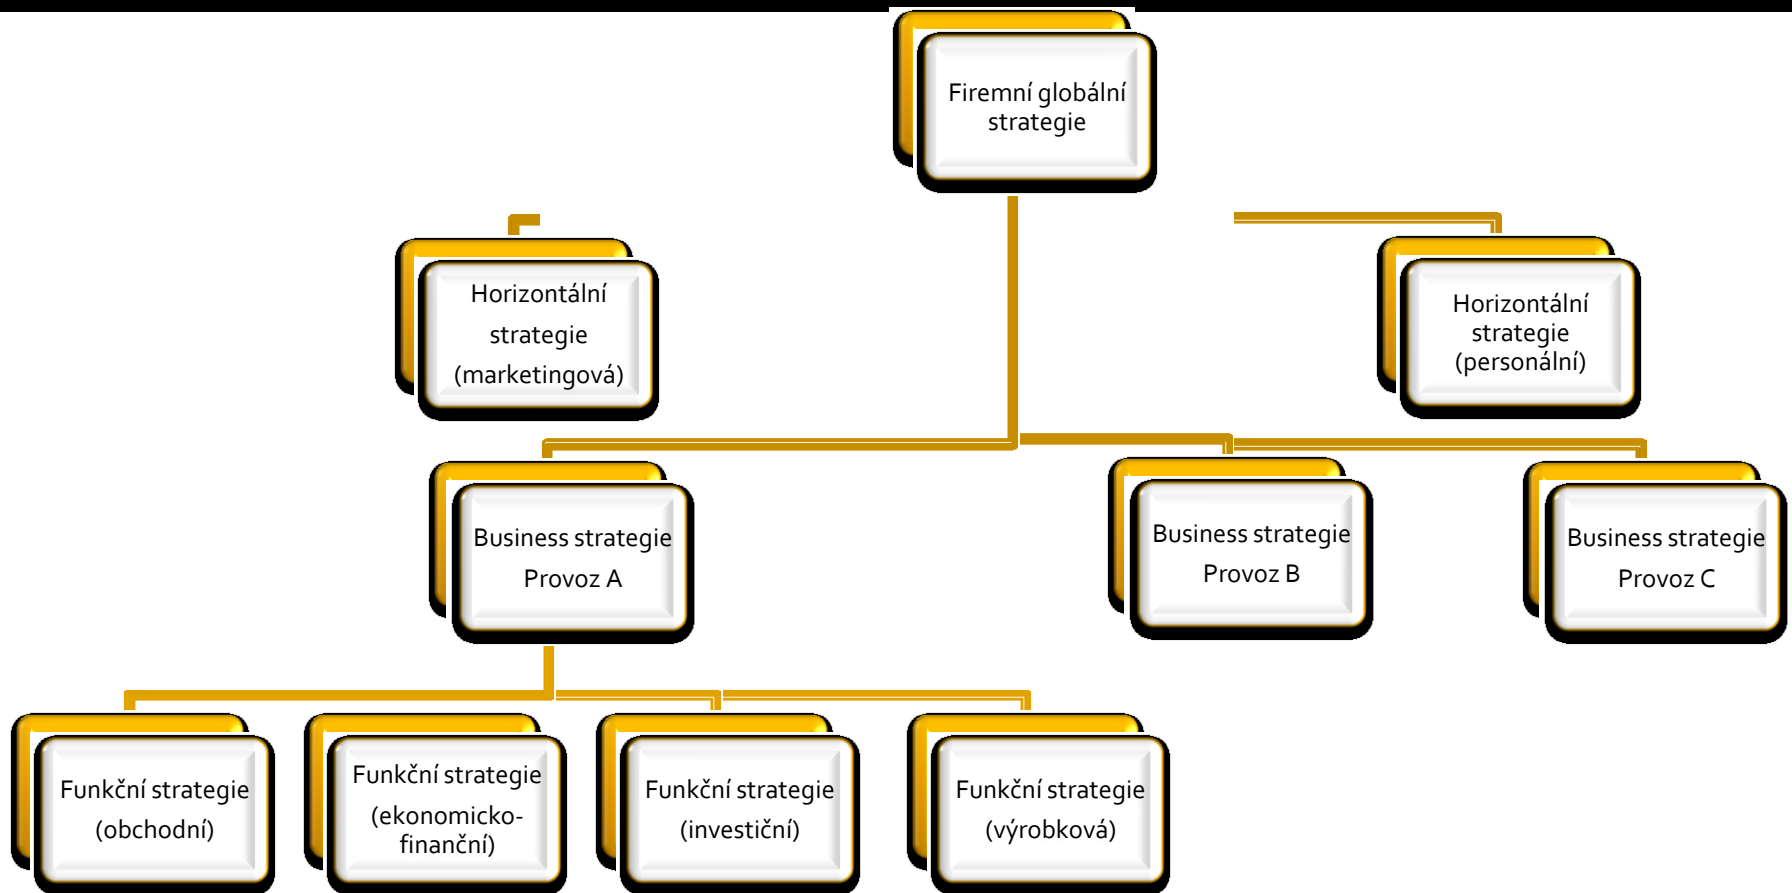 Firemní globální
strategie
Horizontální
strategie
(marketingová)
Horizontální
strategie
(personální)
Business strategie
Provoz A
Business strategie
Provoz B
Business strategie
Provoz C
Funkční strategie
(obchodní)
Funkční strategie
(ekonomicko-
finanční)
Funkční strategie
(investiční)
Funkční strategie
(výrobková)